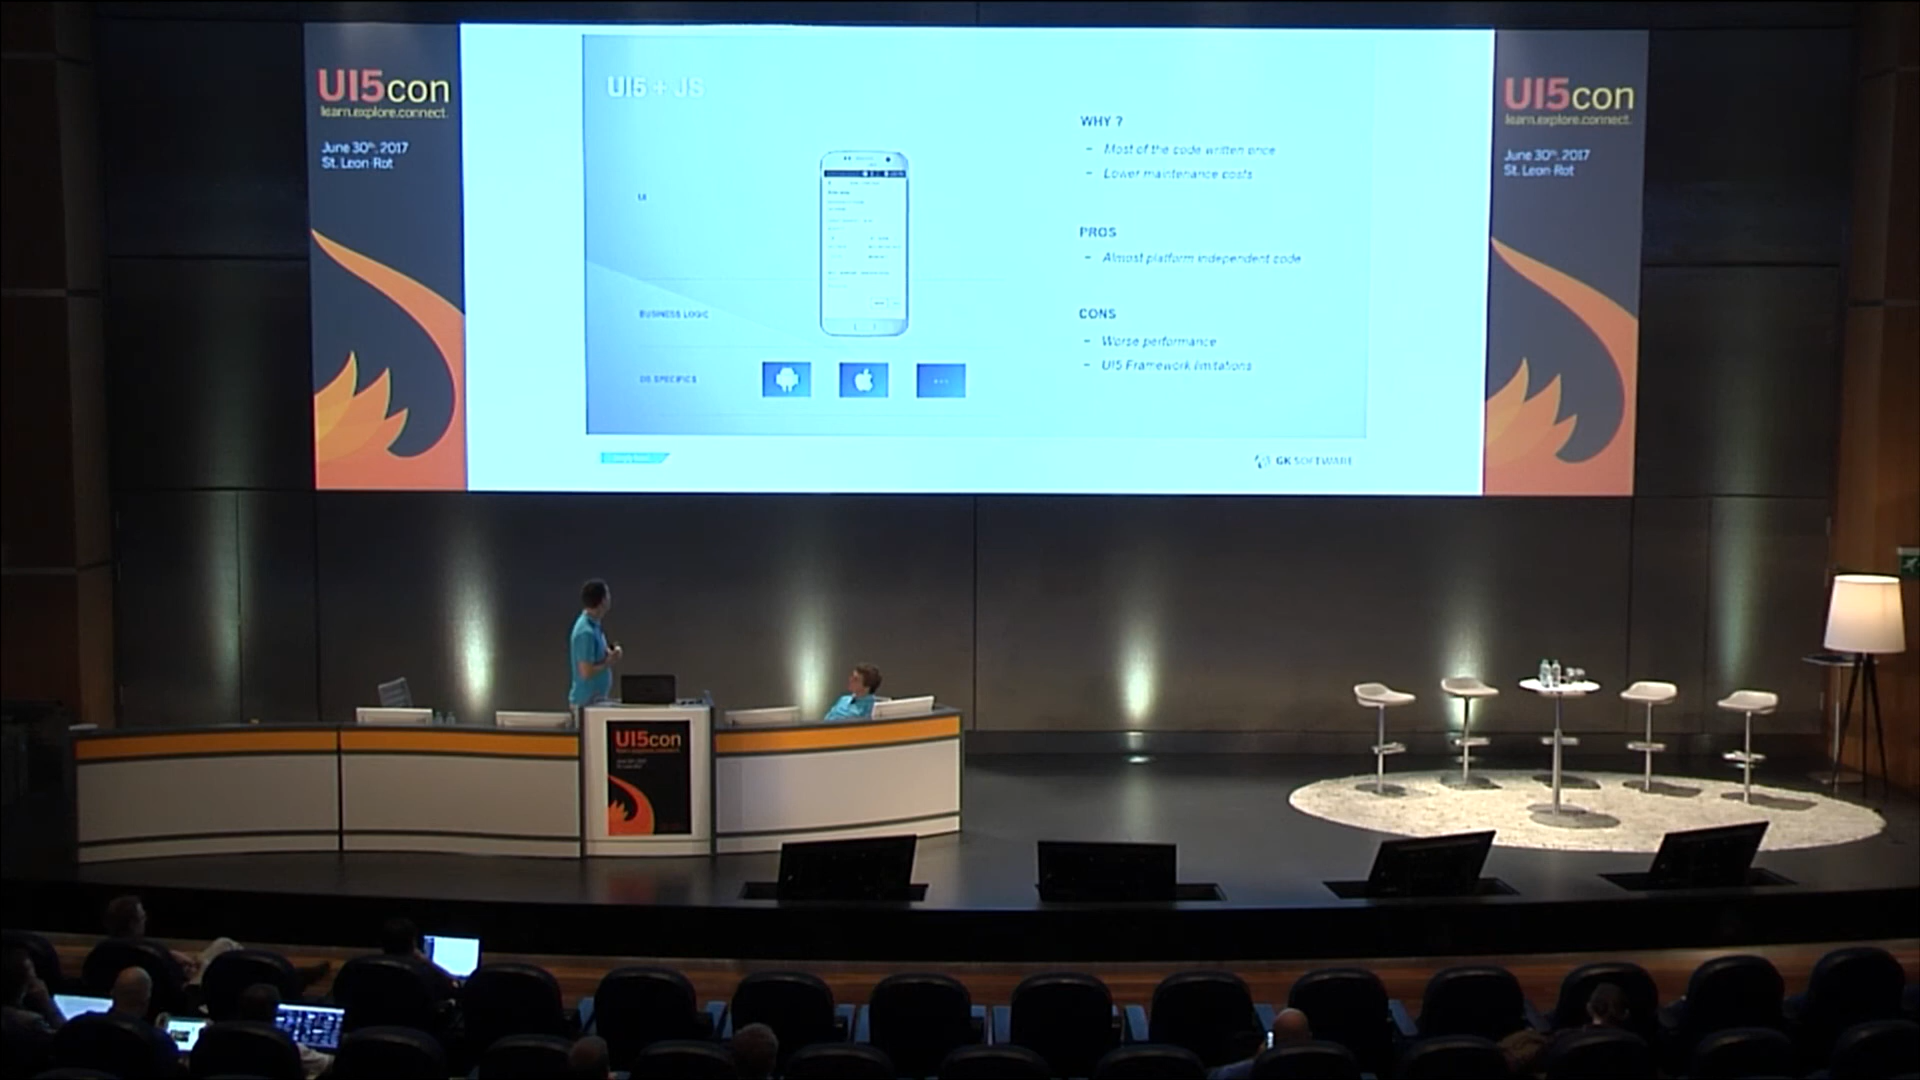 UI5con
learn.explore.connect.
June 30th, 2017
St. Leon-Rot
UI5 + JS
UI
BUSINESS LOGIC
OS SPECIFICS
...
WHY ?
- Most of the code written once
- Lower maintenance costs
PROS
- Almost platform independent code
CONS
- Worse performance
- UI5 Framework limitations
GK SOFTWARE
UI5con
learn.explore.connect.
June 30th, 2017
St. Leon-Rot
UI5con